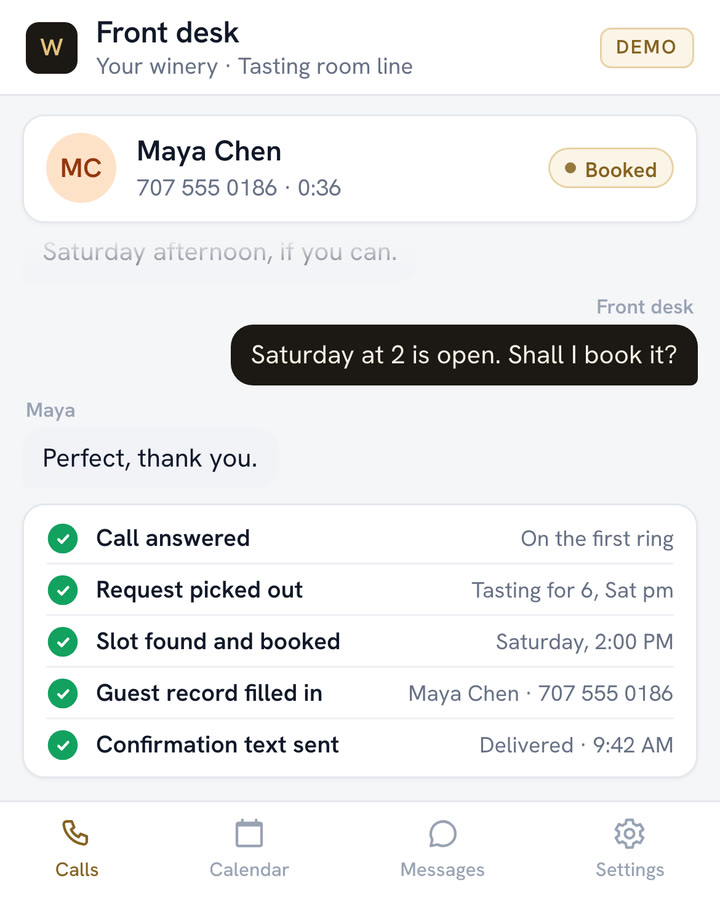 W
Front desk
Your winery · Tasting room line
DEMO
MC
Maya Chen
707 555 0186 · 0:36
Booked
Saturday afternoon, if you can.
Front desk
Saturday at 2 is open. Shall I book it?
Maya
Perfect, thank you.
Call answered On the first ring
Request picked out Tasting for 6, Sat pm
Slot found and booked Saturday, 2:00 PM
Guest record filled in Maya Chen · 707 555 0186
Confirmation text sent Delivered · 9:42 AM
Calls Calendar Messages Settings